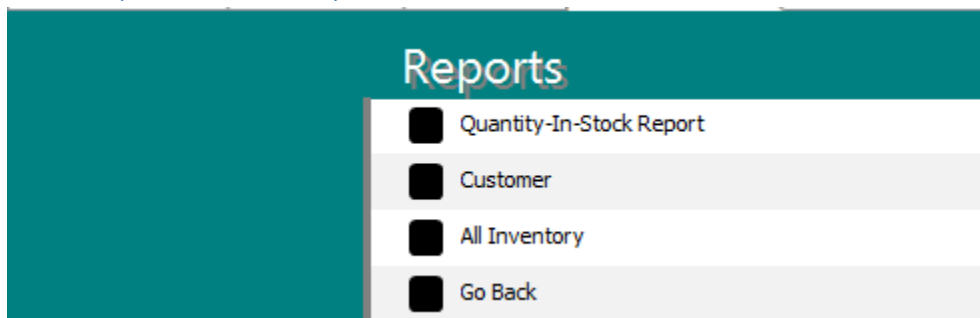 Reports
Quantity-In-Stock Report
Customer
All Inventory
Go Back